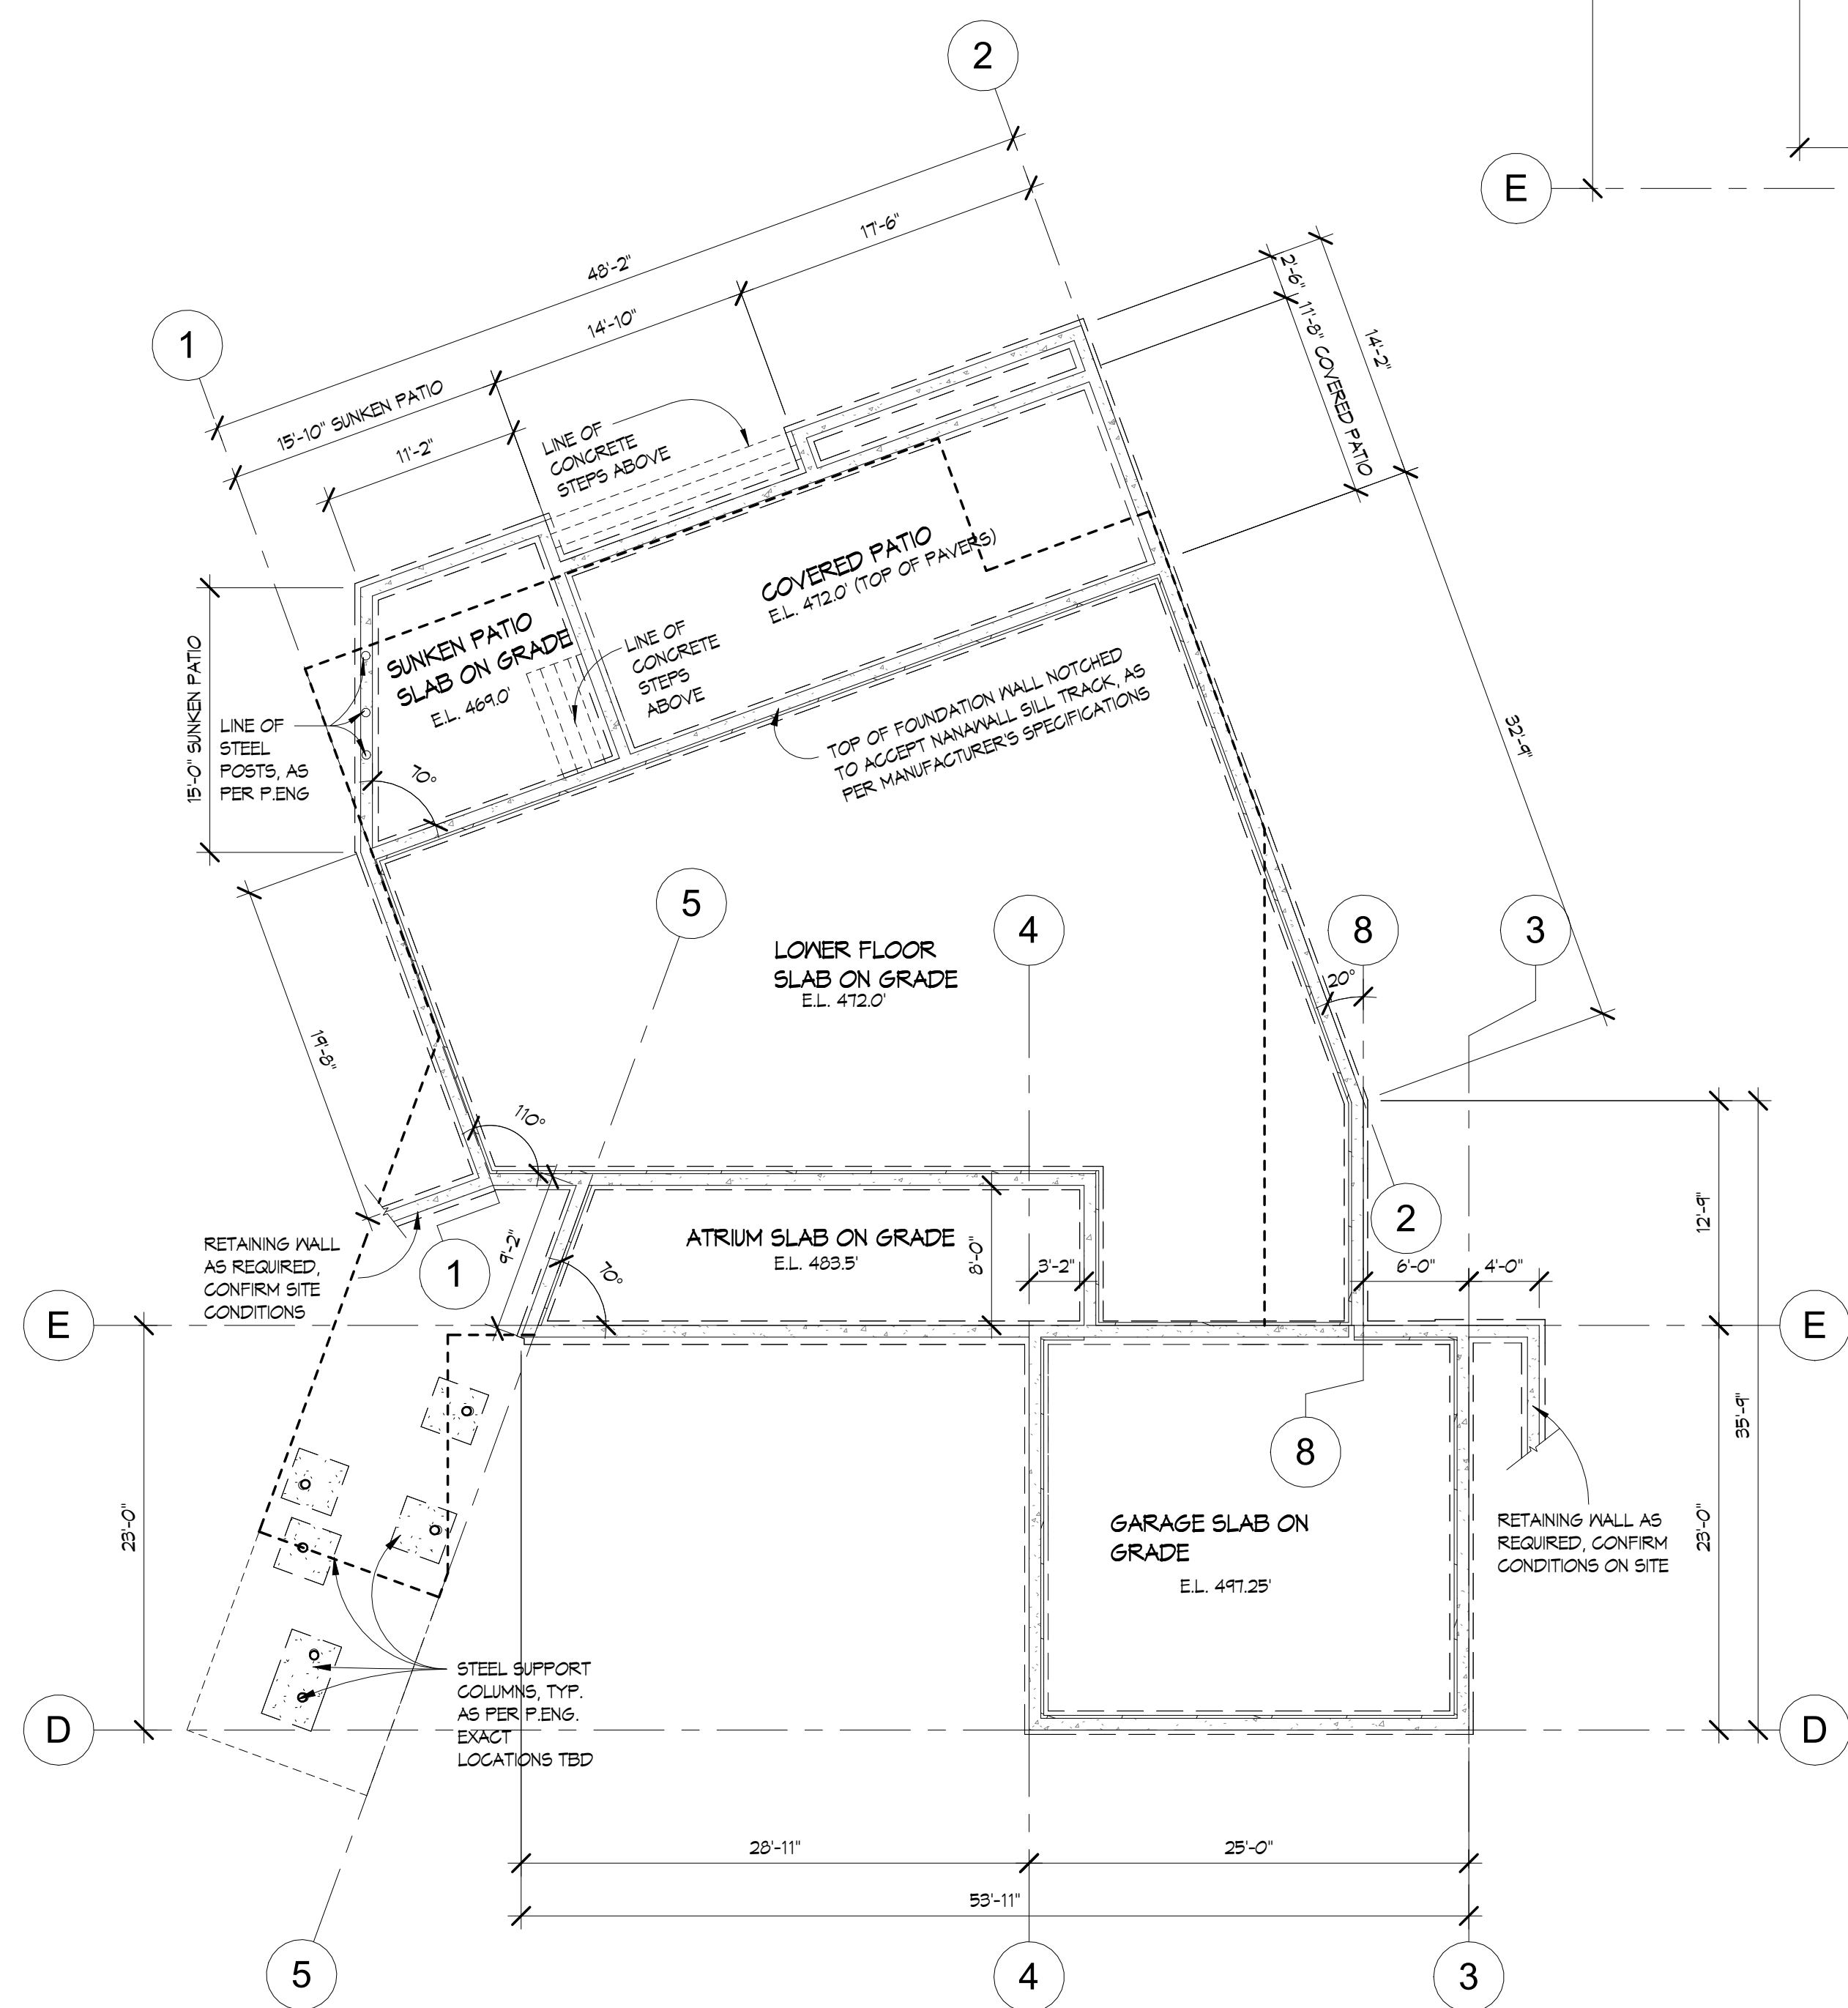 2
E
1
48'-2"
17'-6"
14'-10"
15'-10" SUNKEN PATIO
11'-2"
2'-6"
11'-8" COVERED PATIO
14'-2"
LINE OF
CONCRETE
STEPS ABOVE
COVERED PATIO
E.L. 472.0' (TOP OF PAVERS)
SUNKEN PATIO
SLAB ON GRADE
E.L. 469.0'
LINE OF
CONCRETE
STEPS
ABOVE
15'-0" SUNKEN PATIO
LINE OF
STEEL
POSTS, AS
PER P.ENG
70°
TOP OF FOUNDATION WALL NOTCHED
TO ACCEPT NANAWALL SILL TRACK, AS
PER MANUFACTURER'S SPECIFICATIONS
32'-9"
5
4
8
3
LOWER FLOOR
SLAB ON GRADE
E.L. 472.0'
20°
19'-8"
110°
RETAINING WALL
AS REQUIRED,
CONFIRM SITE
CONDITIONS
1
9'-2"
70°
ATRIUM SLAB ON GRADE
E.L. 483.5'
8'-0"
3'-2"
2
6'-0"
4'-0"
12'-9"
E
E
35'-9"
8
23'-0"
23'-0"
GARAGE SLAB ON
GRADE
E.L. 497.25'
RETAINING WALL AS
REQUIRED, CONFIRM
CONDITIONS ON SITE
STEEL SUPPORT
COLUMNS, TYP.
AS PER P.ENG.
EXACT
LOCATIONS TBD
D
D
28'-11"
25'-0"
53'-11"
5
4
3